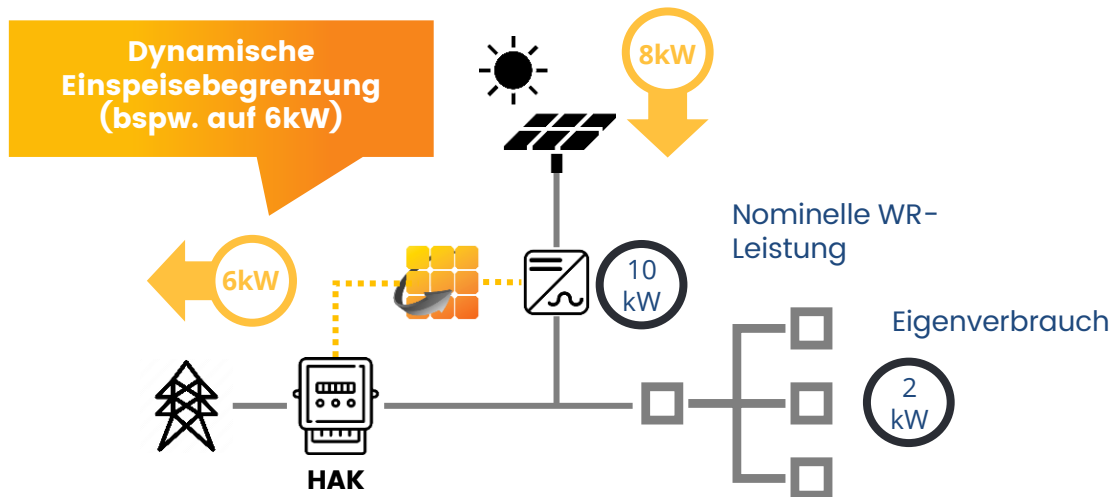 Dynamische
Einspeisebegrenzung
(bspw. auf 6kW)
8kW
Nominelle WR-
Leistung
6kW
10
kW
Eigenverbrauch
2
kW
HAK